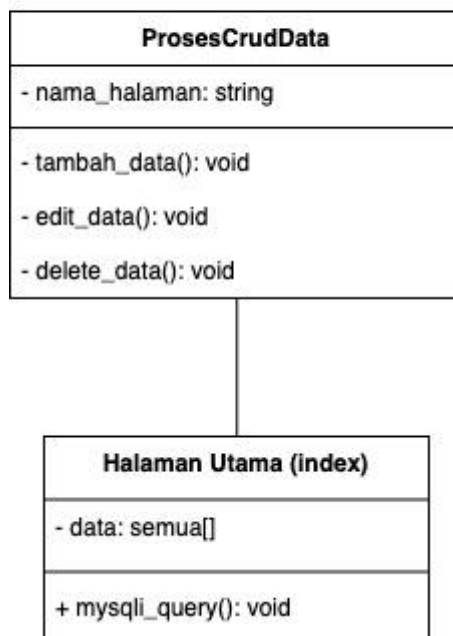 ProsesCrudData
- nama_halaman: string
- tambah_data(): void
- edit_data(): void
- delete_data(): void
Halaman Utama (index)
- data: semua[]
+ mysqli_query(): void